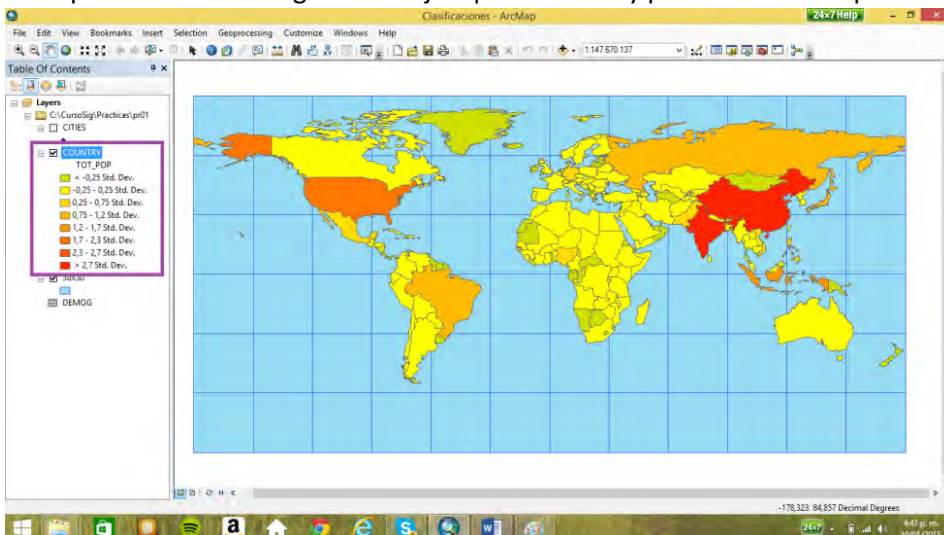 Clasificaciones - ArcMap
24×7 Help
File Edit View Bookmarks Insert Selection Geoprocessing Customize Windows Help
1:147.670.137
Table Of Contents
Layers
C:\CursoSig\Practicas\pr01
CITIES
COUNTRY
TOT_POP
< -0,25 Std. Dev.
-0,25 - 0,25 Std. Dev.
0,25 - 0,75 Std. Dev.
0,75 - 1,2 Std. Dev.
1,2 - 1,7 Std. Dev.
1,7 - 2,3 Std. Dev.
2,3 - 2,7 Std. Dev.
> 2,7 Std. Dev.
30X30
DEMOG
-178,323 84,857 Decimal Degrees
24×7
4:43 p. m.